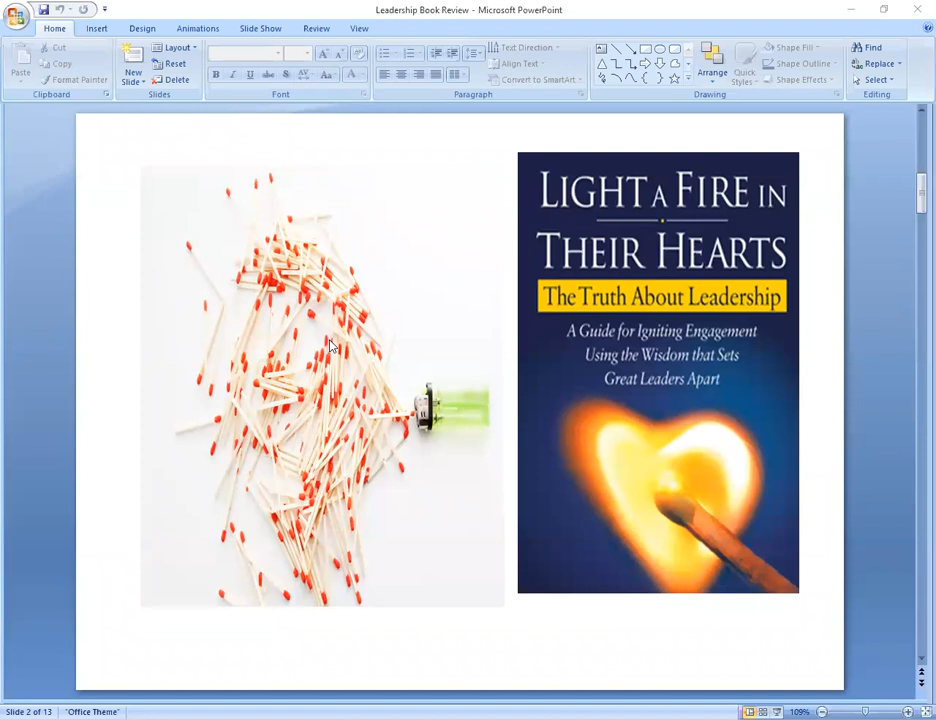 Leadership Book Review - Microsoft PowerPoint
Home Insert Design Animations Slide Show Review View
Paste
Cut
Copy
Format Painter
Clipboard
New Slide
Layout
Reset
Delete
Slides
B I U abc S AV Aa A
Font
Text Direction
Align Text
Convert to SmartArt
Paragraph
Arrange
Quick Styles
Shape Fill
Shape Outline
Shape Effects
Drawing
Find
Replace
Select
Editing
LIGHT A FIRE IN
THEIR HEARTS
The Truth About Leadership
A Guide for Igniting Engagement
Using the Wisdom that Sets
Great Leaders Apart
Slide 2 of 13 "Office Theme" 109%